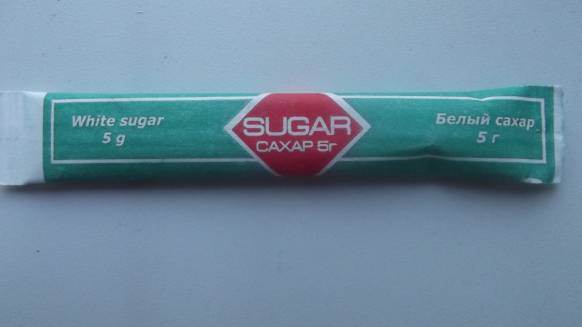 White sugar
5 g
SUGAR
САХАР 5г
Белый сахар
5 г